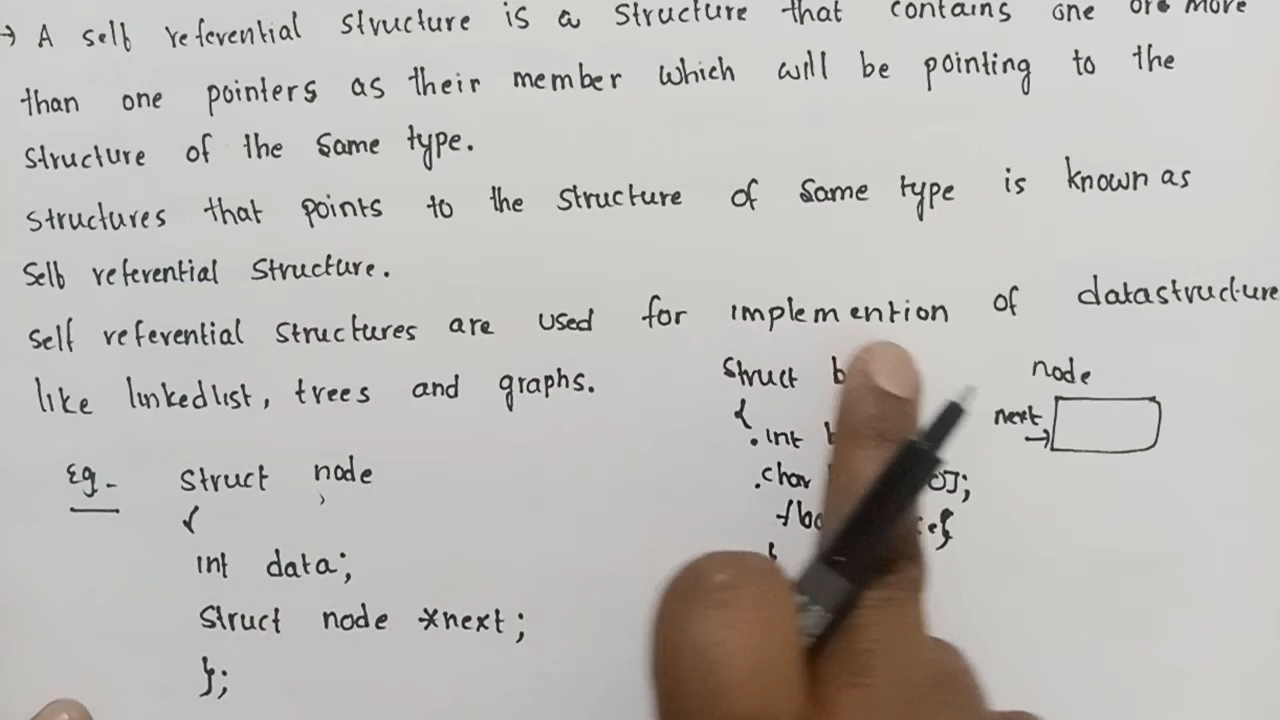 → A self referential structure is a structure that contains one or more
than one pointers as their member which will be pointing to the
structure of the same type.
structures that points to the structure of same type is known as
self referential structure.
self referential structures are used for implemention of datastructure
like linkedlist, trees and graphs.
Eg- struct node
{
int data;
struct node *next;
};
struct
{
.int
.char
node
next
→